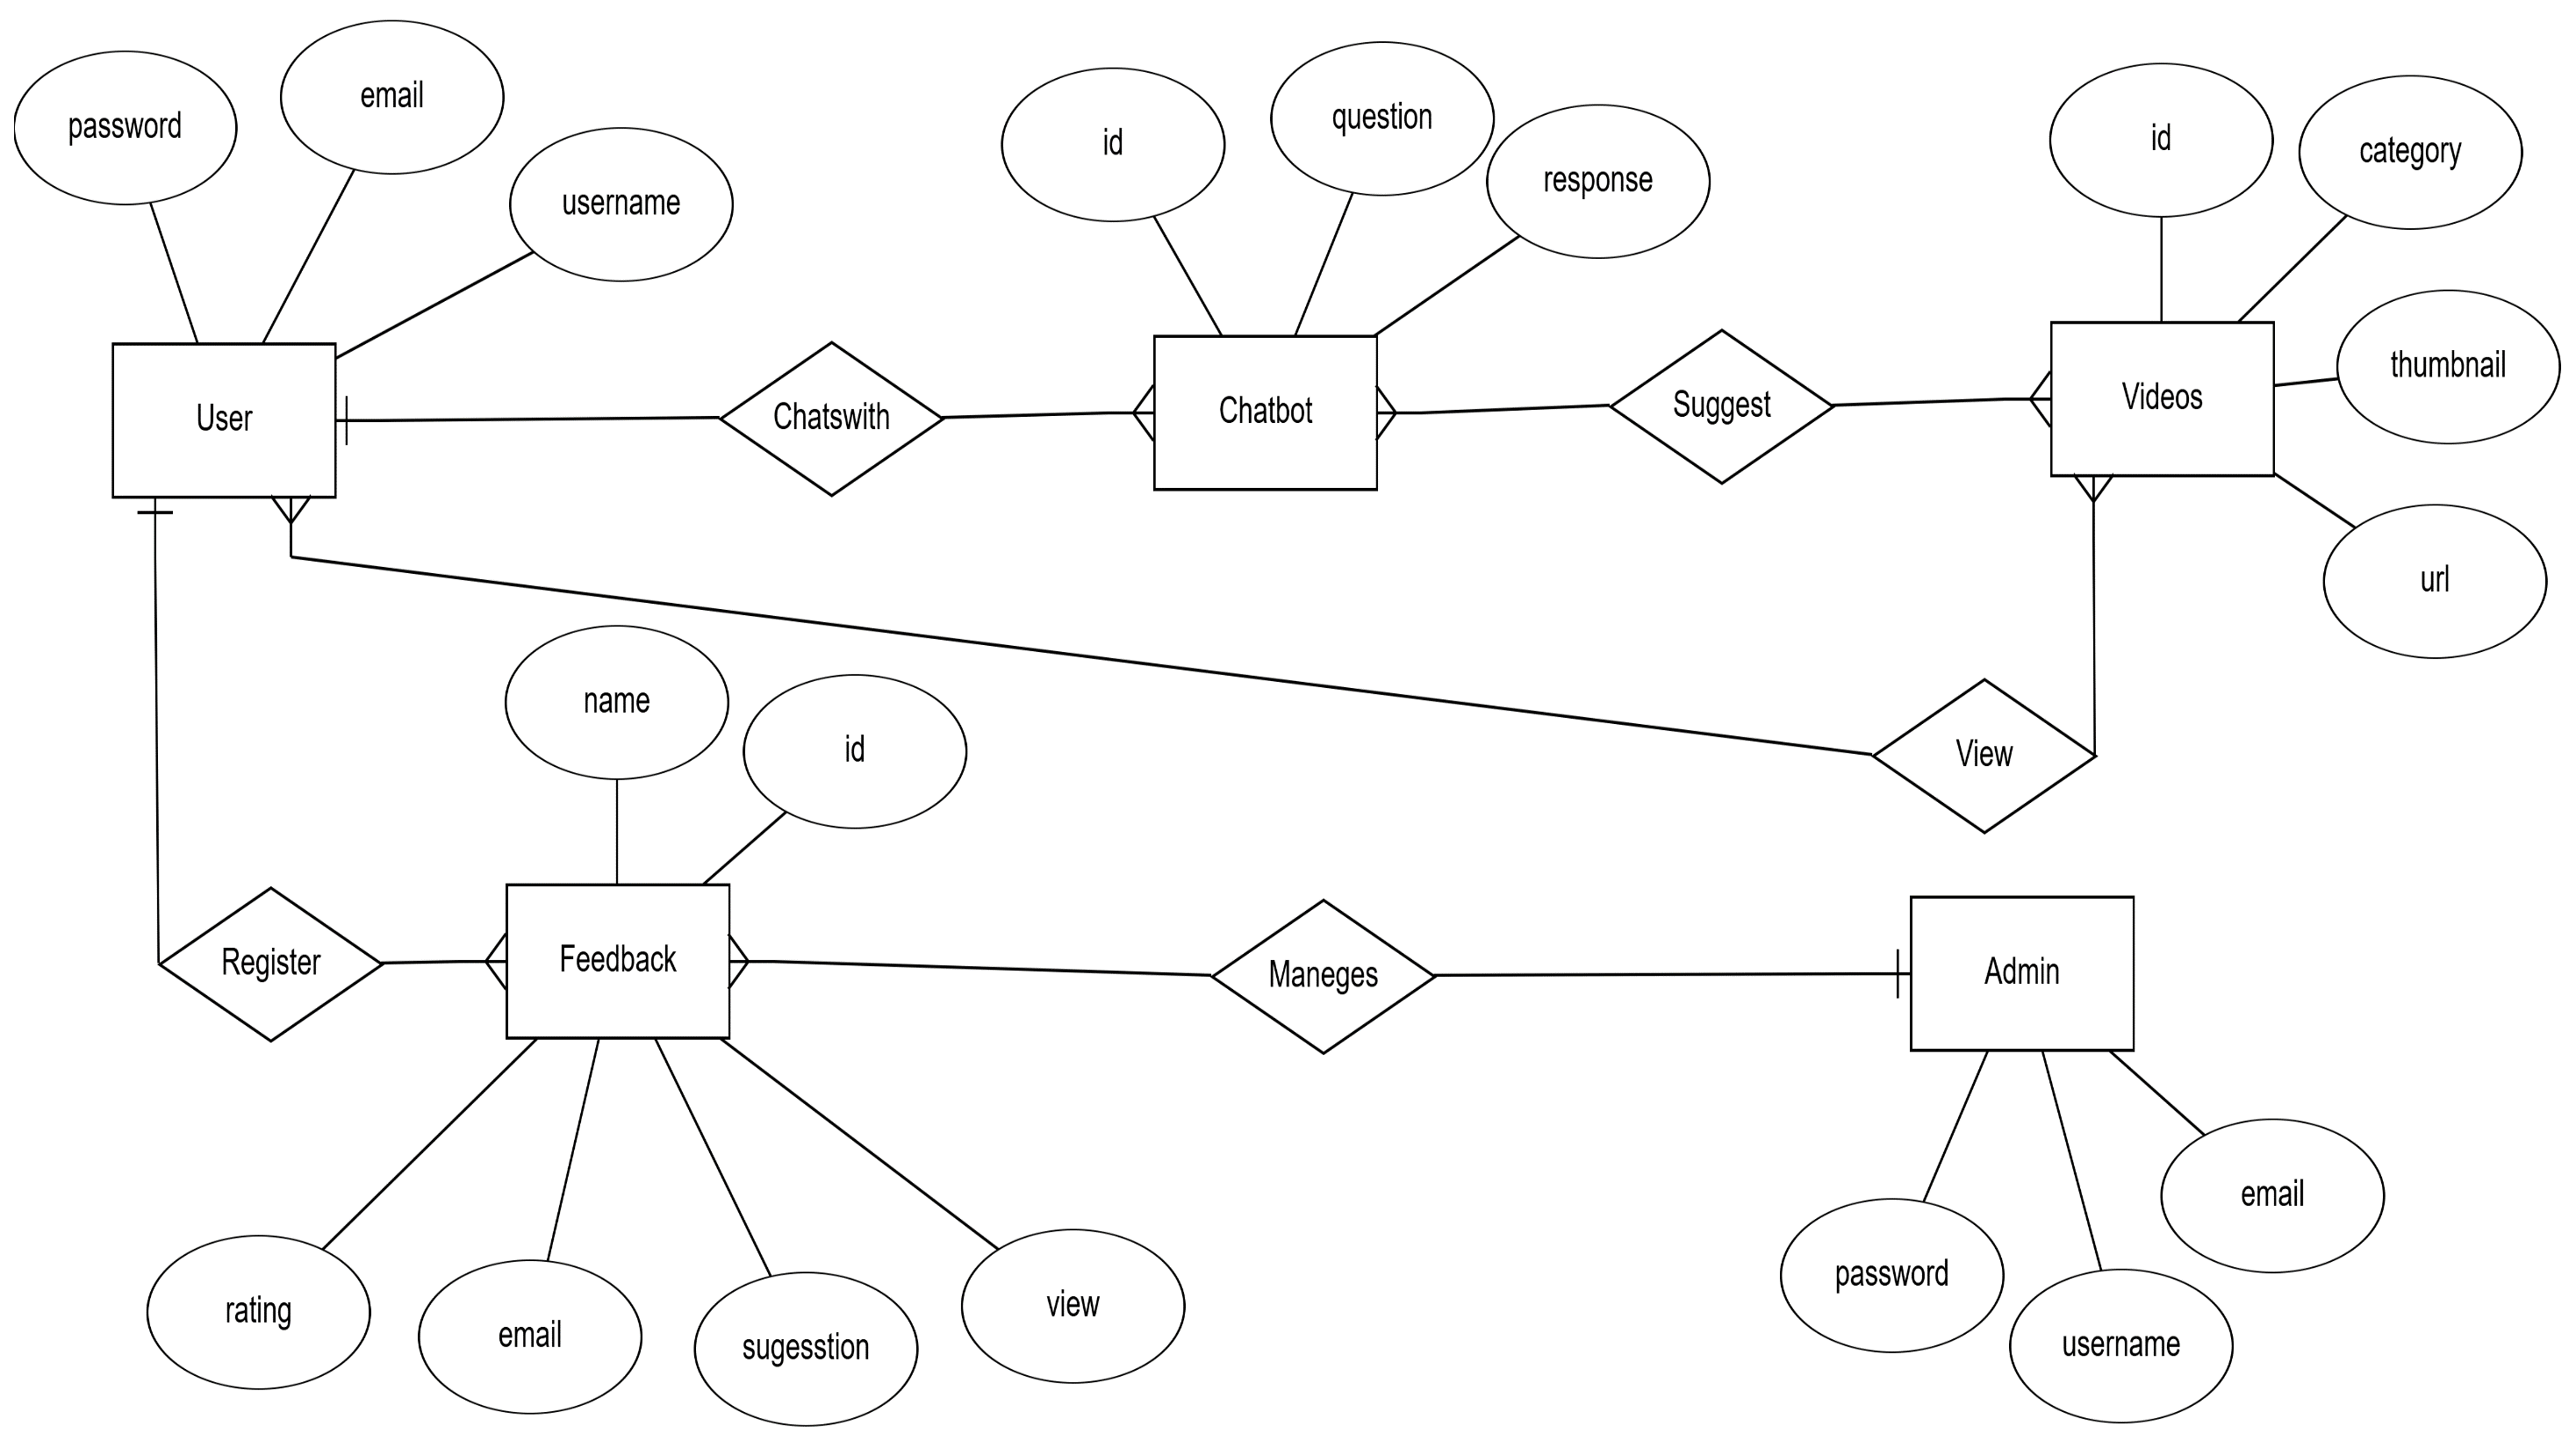 password
email
username
id
question
response
id
category
thumbnail
url
User
Chatswith
Chatbot
Suggest
Videos
name
id
View
Register
Feedback
Maneges
Admin
rating
email
sugesstion
view
password
username
email